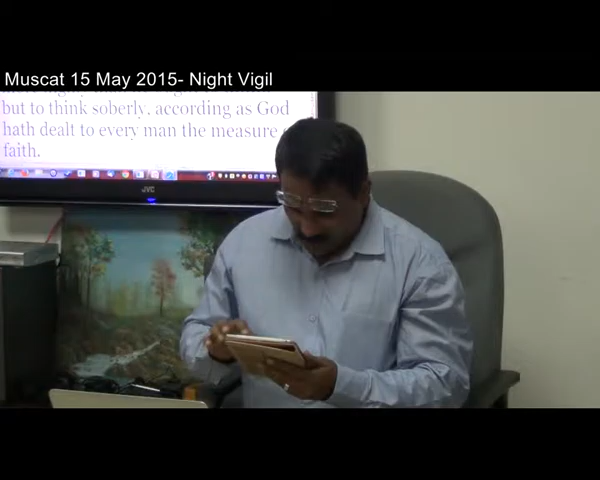 Muscat 15 May 2015- Night Vigil
but to think soberly, according as God
hath dealt to every man the measure
faith.
JVC